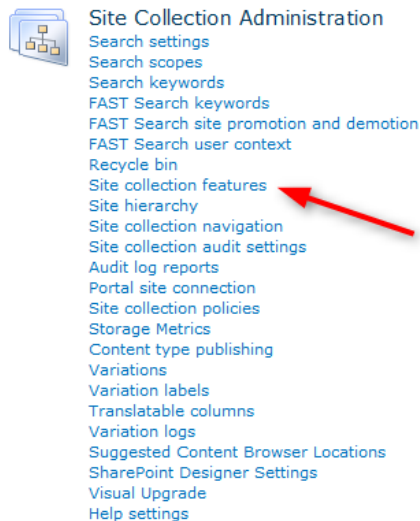 Site Collection Administration
Search settings
Search scopes
Search keywords
FAST Search keywords
FAST Search site promotion and demotion
FAST Search user context
Recycle bin
Site collection features
Site hierarchy
Site collection navigation
Site collection audit settings
Audit log reports
Portal site connection
Site collection policies
Storage Metrics
Content type publishing
Variations
Variation labels
Translatable columns
Variation logs
Suggested Content Browser Locations
SharePoint Designer Settings
Visual Upgrade
Help settings